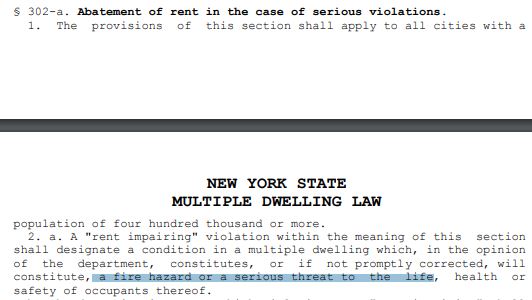 § 302-a. Abatement of rent in the case of serious violations.
1. The provisions of this section shall apply to all cities with a
NEW YORK STATE
MULTIPLE DWELLING LAW
population of four hundred thousand or more.
2. a. A "rent impairing" violation within the meaning of this section
shall designate a condition in a multiple dwelling which, in the opinion
of the department, constitutes, or if not promptly corrected, will
constitute, a fire hazard or a serious threat to the life, health or
safety of occupants thereof.